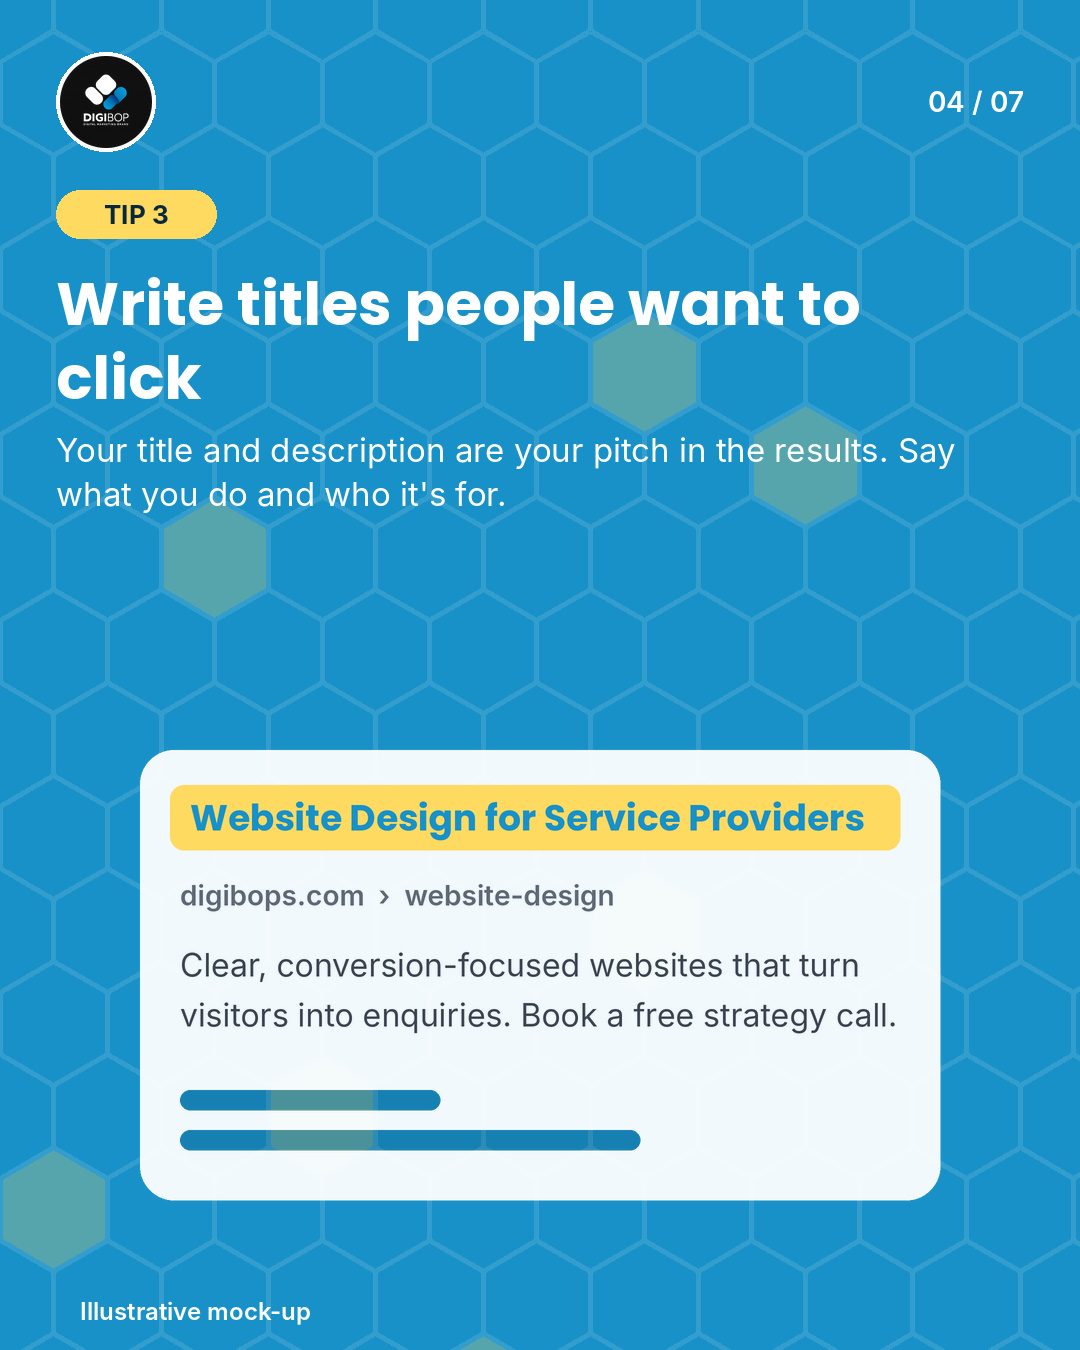 DIGIBOP
04 / 07
TIP 3
Write titles people want to
click
Your title and description are your pitch in the results. Say
what you do and who it's for.
Website Design for Service Providers
digibops.com › website-design
Clear, conversion-focused websites that turn
visitors into enquiries. Book a free strategy call.
Illustrative mock-up